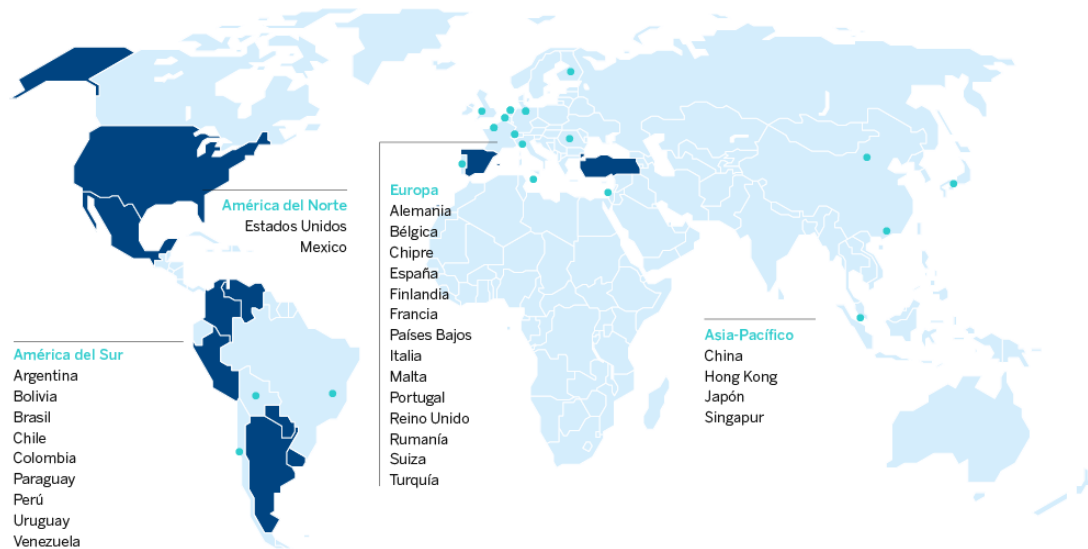 América del Norte
Estados Unidos
Mexico
Europa
Alemania
Bélgica
Chipre
España
Finlandia
Francia
Países Bajos
Italia
Malta
Portugal
Reino Unido
Rumanía
Suiza
Turquía
Asia-Pacífico
China
Hong Kong
Japón
Singapur
América del Sur
Argentina
Bolivia
Brasil
Chile
Colombia
Paraguay
Perú
Uruguay
Venezuela